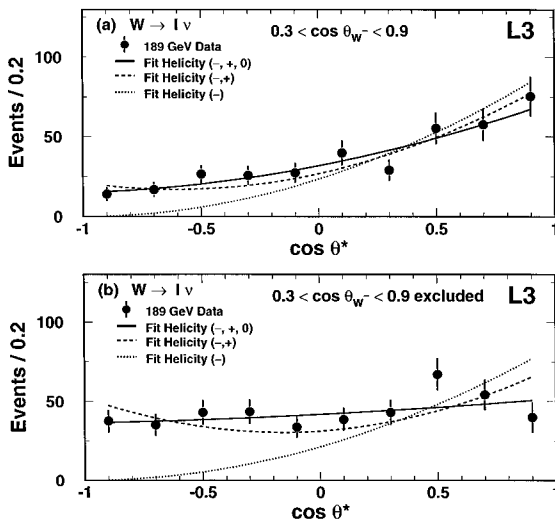 (a) W → l ν 0.3 < cos θ_W⁻ < 0.9 L3
189 GeV Data
Fit Helicity (−, +, 0)
Fit Helicity (−,+)
Fit Helicity (−)
Events / 0.2
100
50
0
-1 -0.5 0 0.5 1
cos θ*
(b) W → l ν 0.3 < cos θ_W⁻ < 0.9 excluded L3
189 GeV Data
Fit Helicity (−, +, 0)
Fit Helicity (−,+)
Fit Helicity (−)
Events / 0.2
100
50
0
-1 -0.5 0 0.5 1
cos θ*